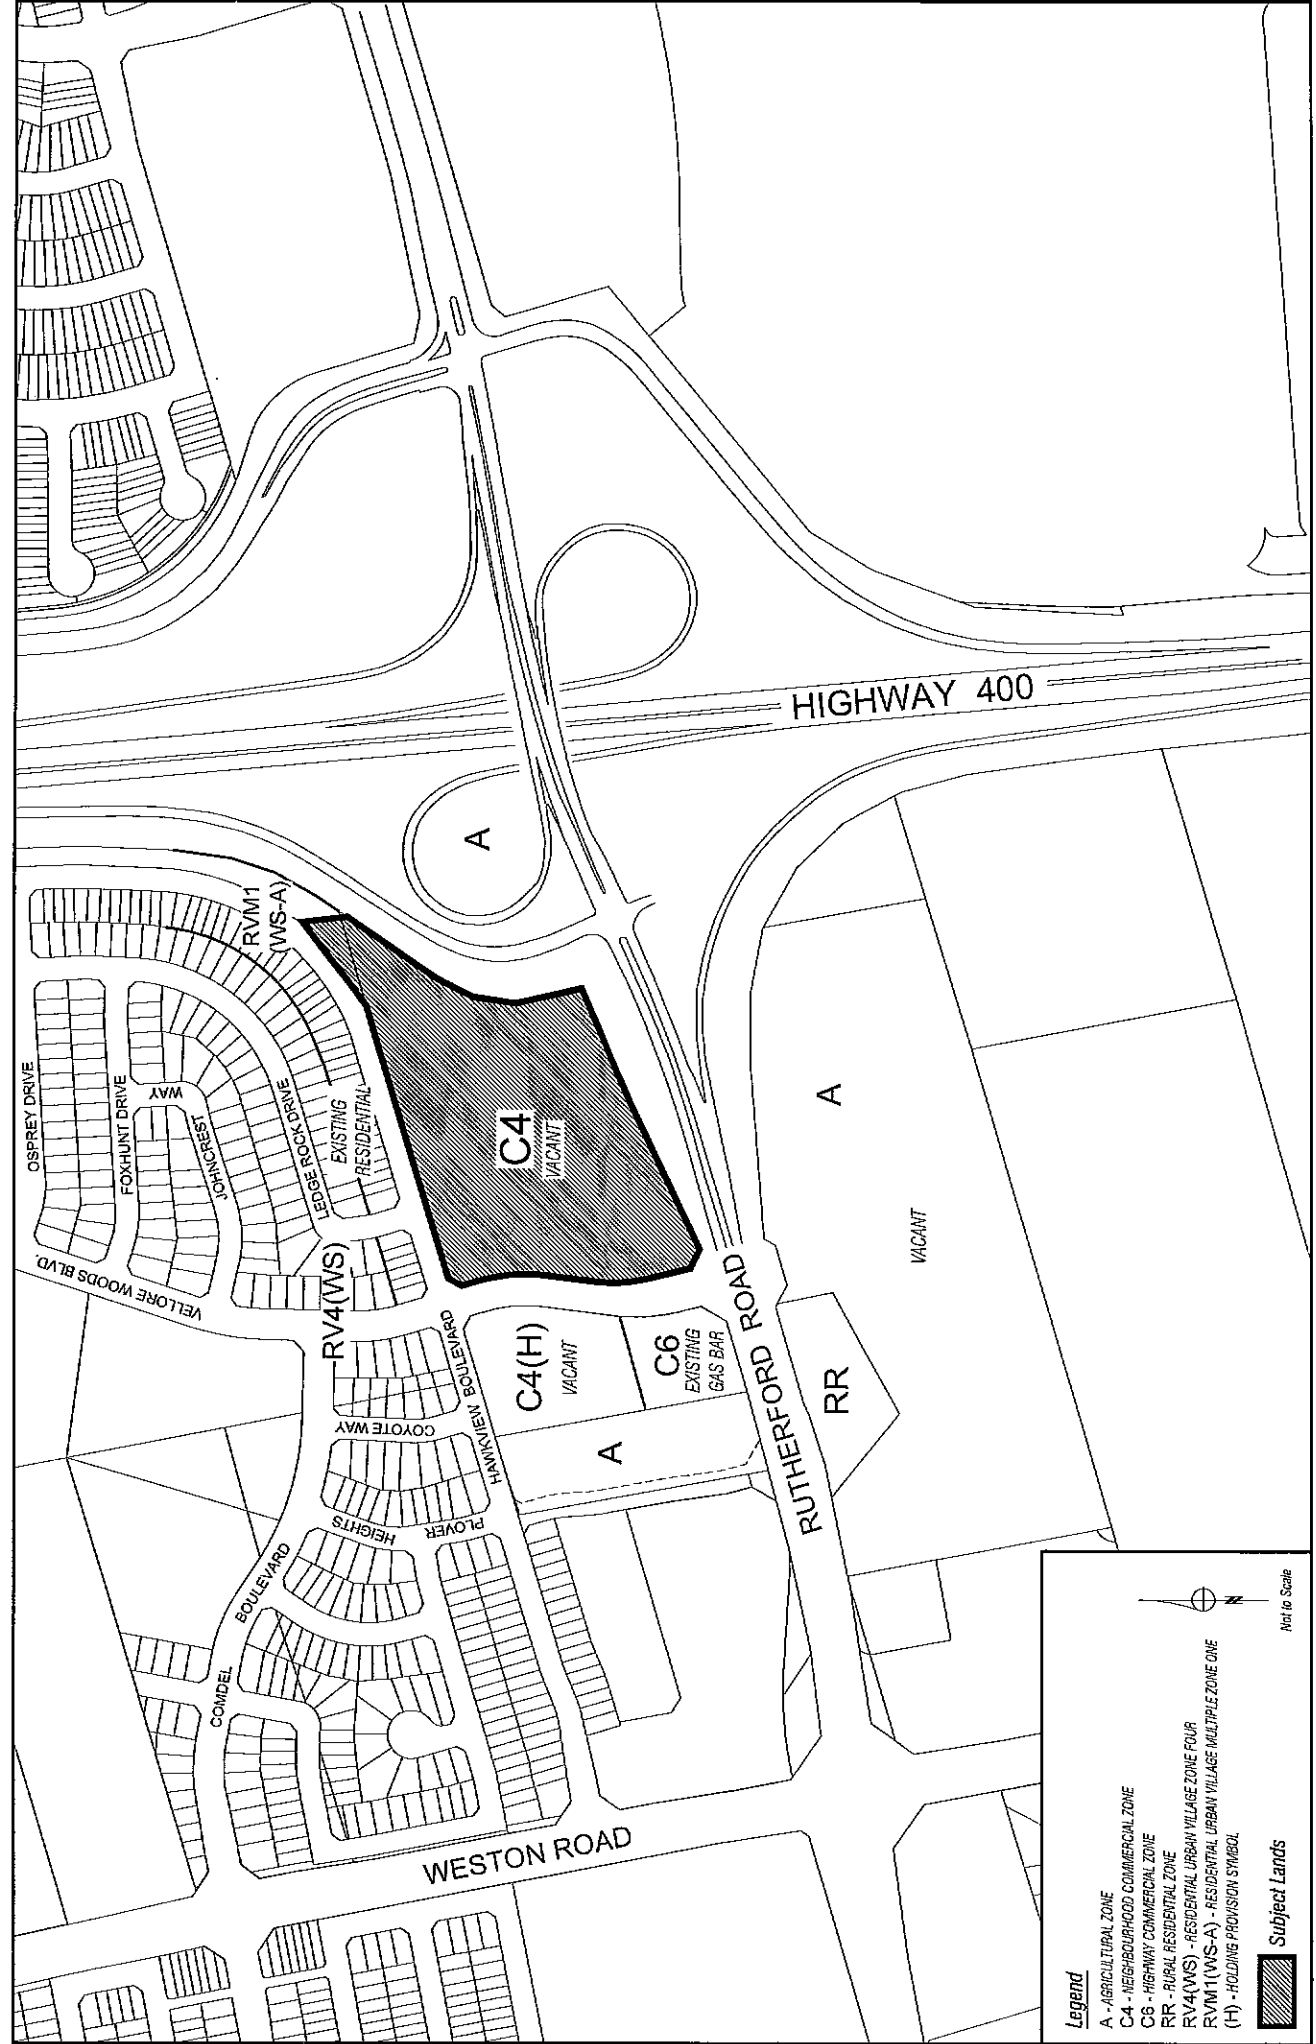 OSPREY DRIVE
FOXHUNT DRIVE
WAY
JOHNCREST
LEDGE ROCK DRIVE
VELLORE WOODS BLVD.
RVM1
(WS-A)
EXISTING
RESIDENTIAL
RV4(WS)
COYOTE WAY
HAWKVIEW BOULEVARD
PLOVER
HEIGHTS
COMDEL
BOULEVARD
C4
VACANT
C4(H)
VACANT
C6
EXISTING
GAS BAR
A
A
A
VACANT
RR
RUTHERFORD ROAD
HIGHWAY 400
WESTON ROAD
Legend
A - AGRICULTURAL ZONE
C4 - NEIGHBOURHOOD COMMERCIAL ZONE
C6 - HIGHWAY COMMERCIAL ZONE
RR - RURAL RESIDENTIAL ZONE
RV4(WS) - RESIDENTIAL URBAN VILLAGE ZONE FOUR
RVM1(WS-A) - RESIDENTIAL URBAN VILLAGE MULTIPLE ZONE ONE
(H) - HOLDING PROVISION SYMBOL
Subject Lands
N
Not to Scale